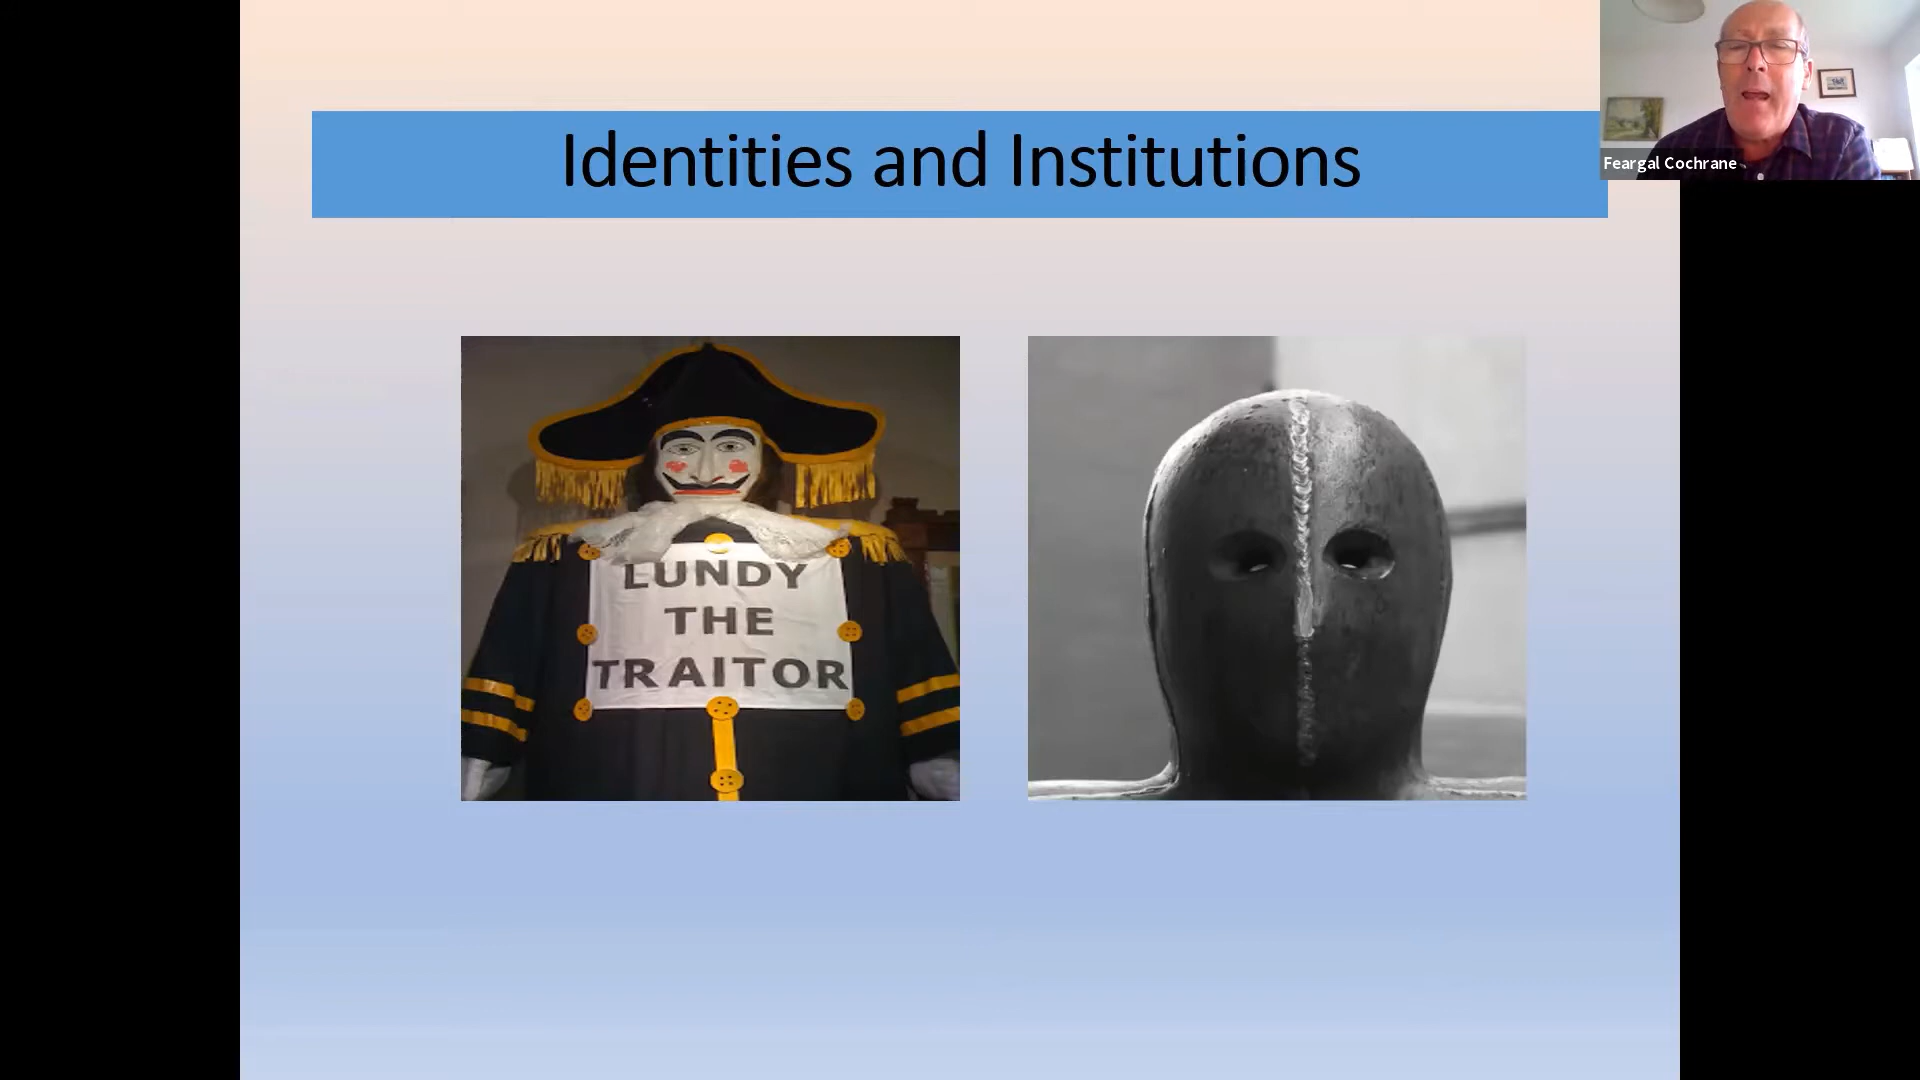 Identities and Institutions
Feargal Cochrane
LUNDY
THE
TRAITOR